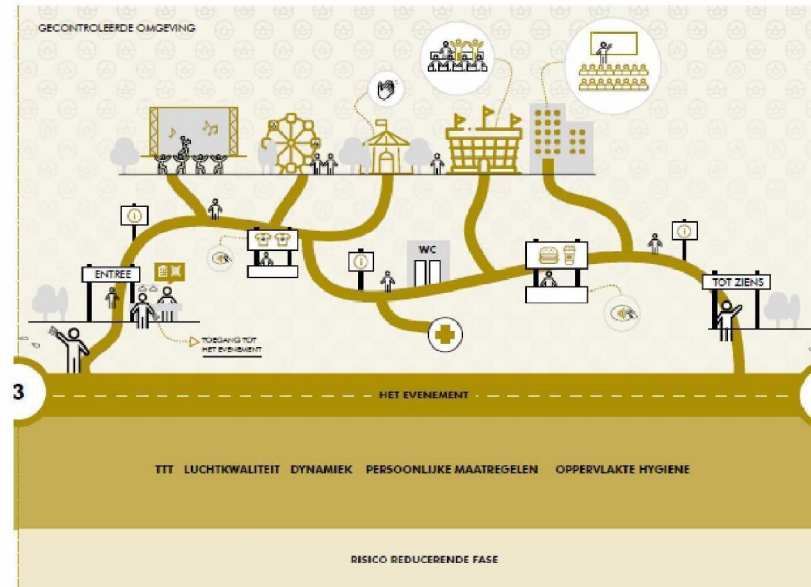 GECONTROLEERDE OMGEVING
WC
ENTREE
TOT ZIENS
TOEGANG TOT
HET EVENEMENT
3
HET EVENEMENT
TTT LUCHTKWALITEIT DYNAMIEK PERSOONLIJKE MAATREGELEN OPPERVLAKTE HYGIENE
RISICO REDUCERENDE FASE